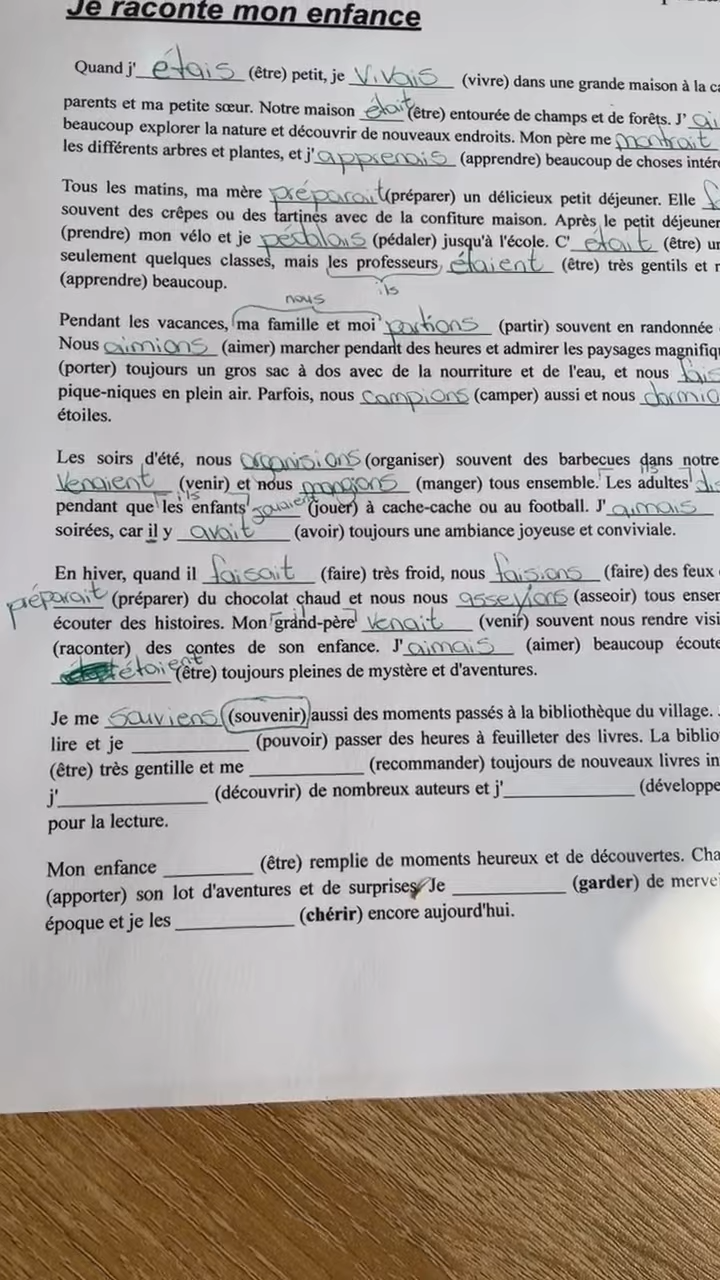 Je raconte mon enfance
Quand j' étais (être) petit, je vivais (vivre) dans une grande maison à la ca
parents et ma petite sœur. Notre maison était (être) entourée de champs et de forêts. J' ai
beaucoup explorer la nature et découvrir de nouveaux endroits. Mon père me montrait
les différents arbres et plantes, et j' apprenais (apprendre) beaucoup de choses intére
Tous les matins, ma mère préparait (préparer) un délicieux petit déjeuner. Elle f
souvent des crêpes ou des tartines avec de la confiture maison. Après le petit déjeuner
(prendre) mon vélo et je pédalais (pédaler) jusqu'à l'école. C' était (être) un
seulement quelques classes, mais les professeurs étaient (être) très gentils et
(apprendre) beaucoup.
ils
nous
Pendant les vacances, ma famille et moi partions (partir) souvent en randonnée
Nous aimions (aimer) marcher pendant des heures et admirer les paysages magnifiqu
(porter) toujours un gros sac à dos avec de la nourriture et de l'eau, et nous fais
pique-niques en plein air. Parfois, nous campions (camper) aussi et nous dormio
étoiles.
Les soirs d'été, nous organisions (organiser) souvent des barbecues dans notre
ils
venaient (venir) et nous mangions (manger) tous ensemble. Les adultes dis
ils
pendant que les enfants jouaient (jouer) à cache-cache ou au football. J' aimais
soirées, car il y avait (avoir) toujours une ambiance joyeuse et conviviale.
En hiver, quand il faisait (faire) très froid, nous faisions (faire) des feux
préparait (préparer) du chocolat chaud et nous nous asseyions (asseoir) tous ensem
écouter des histoires. Mon grand-père venait (venir) souvent nous rendre visi
(raconter) des contes de son enfance. J' aimais (aimer) beaucoup écoute
étaient (être) toujours pleines de mystère et d'aventures.
Je me souviens (souvenir) aussi des moments passés à la bibliothèque du village.
lire et je (pouvoir) passer des heures à feuilleter des livres. La biblio
(être) très gentille et me (recommander) toujours de nouveaux livres
j' (découvrir) de nombreux auteurs et j' (développe
pour la lecture.
Mon enfance (être) remplie de moments heureux et de découvertes. Cha
(apporter) son lot d'aventures et de surprises. Je (garder) de mervei
époque et je les (chérir) encore aujourd'hui.